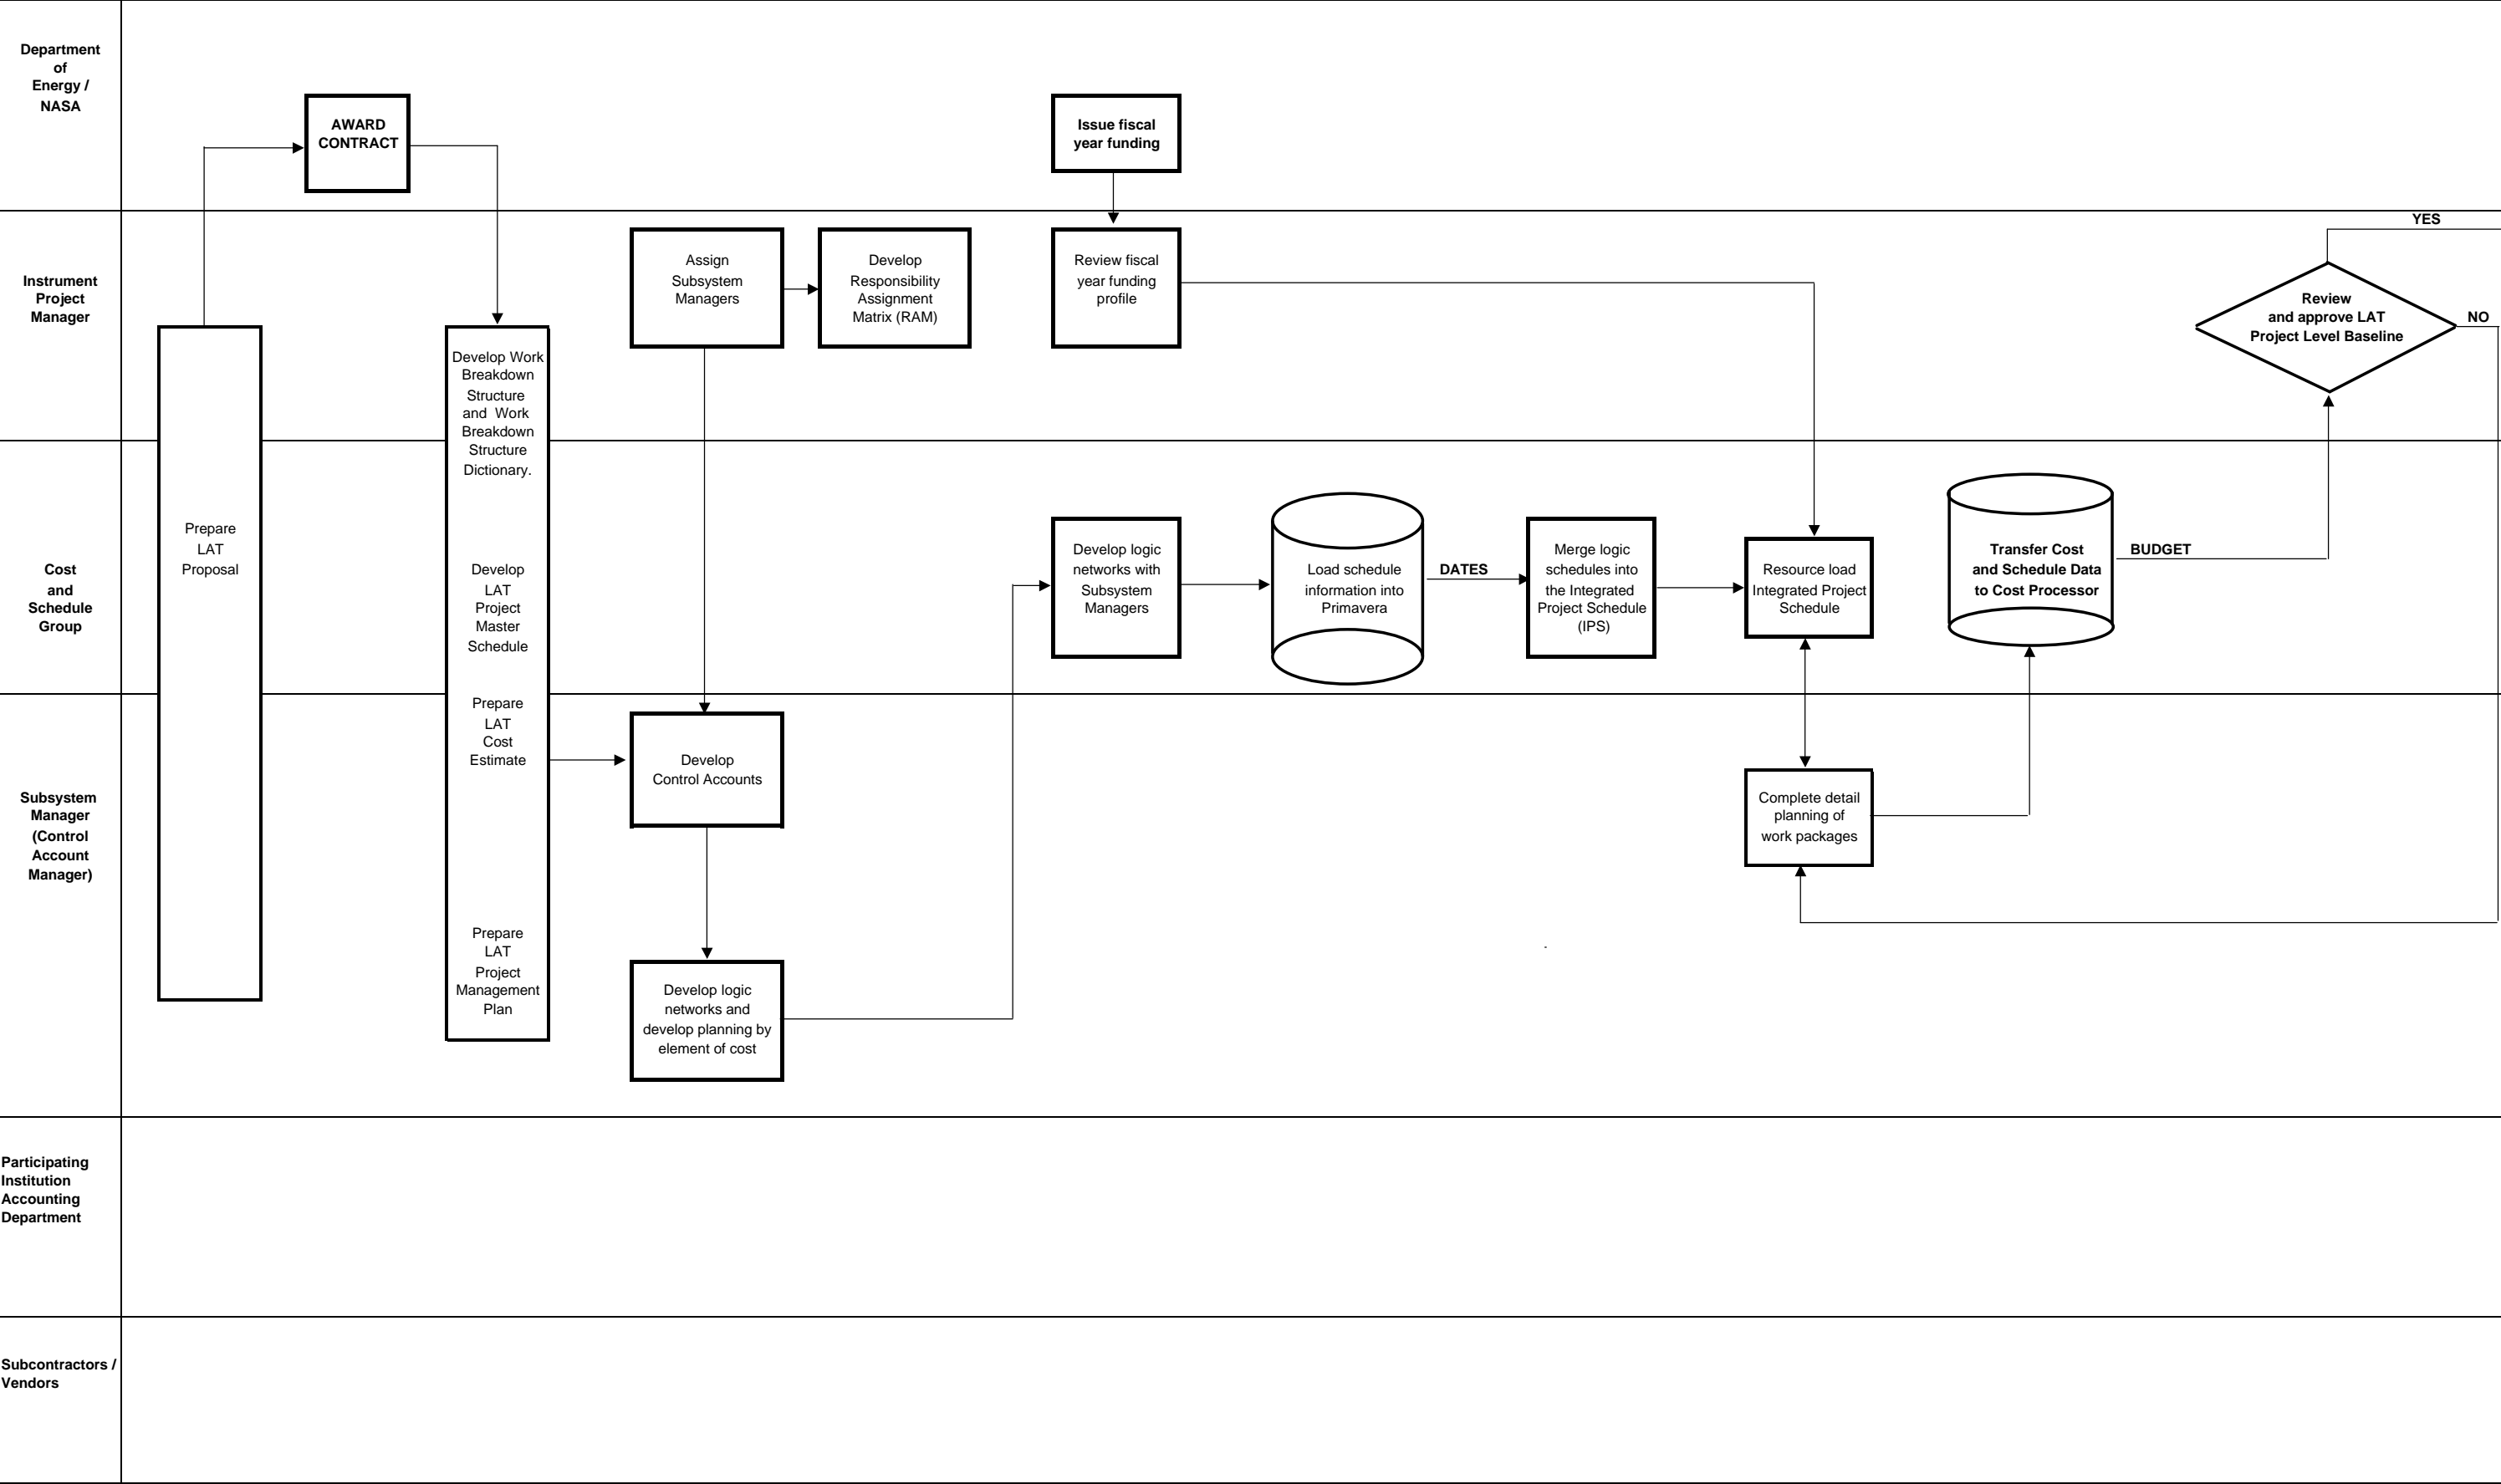 Department
of
Energy /
NASA
AWARD
CONTRACT
Issue fiscal
year funding
Instrument
Project
Manager
Assign
Subsystem
Managers
Develop
Responsibility
Assignment
Matrix (RAM)
Review fiscal
year funding
profile
YES
Review
and approve LAT
Project Level Baseline
NO
Develop Work
Breakdown
Structure
and Work
Breakdown
Structure
Dictionary.
Cost
and
Schedule
Group
Prepare
LAT
Proposal
Develop
LAT
Project
Master
Schedule
Develop logic
networks with
Subsystem
Managers
Load schedule
information into
Primavera
DATES
Merge logic
schedules into
the Integrated
Project Schedule
(IPS)
Resource load
Integrated Project
Schedule
Transfer Cost
and Schedule Data
to Cost Processor
BUDGET
Subsystem
Manager
(Control
Account
Manager)
Prepare
LAT
Cost
Estimate
Develop
Control Accounts
Complete detail
planning of
work packages
Prepare
LAT
Project
Management
Plan
Develop logic
networks and
develop planning by
element of cost
Participating
Institution
Accounting
Department
Subcontractors /
Vendors